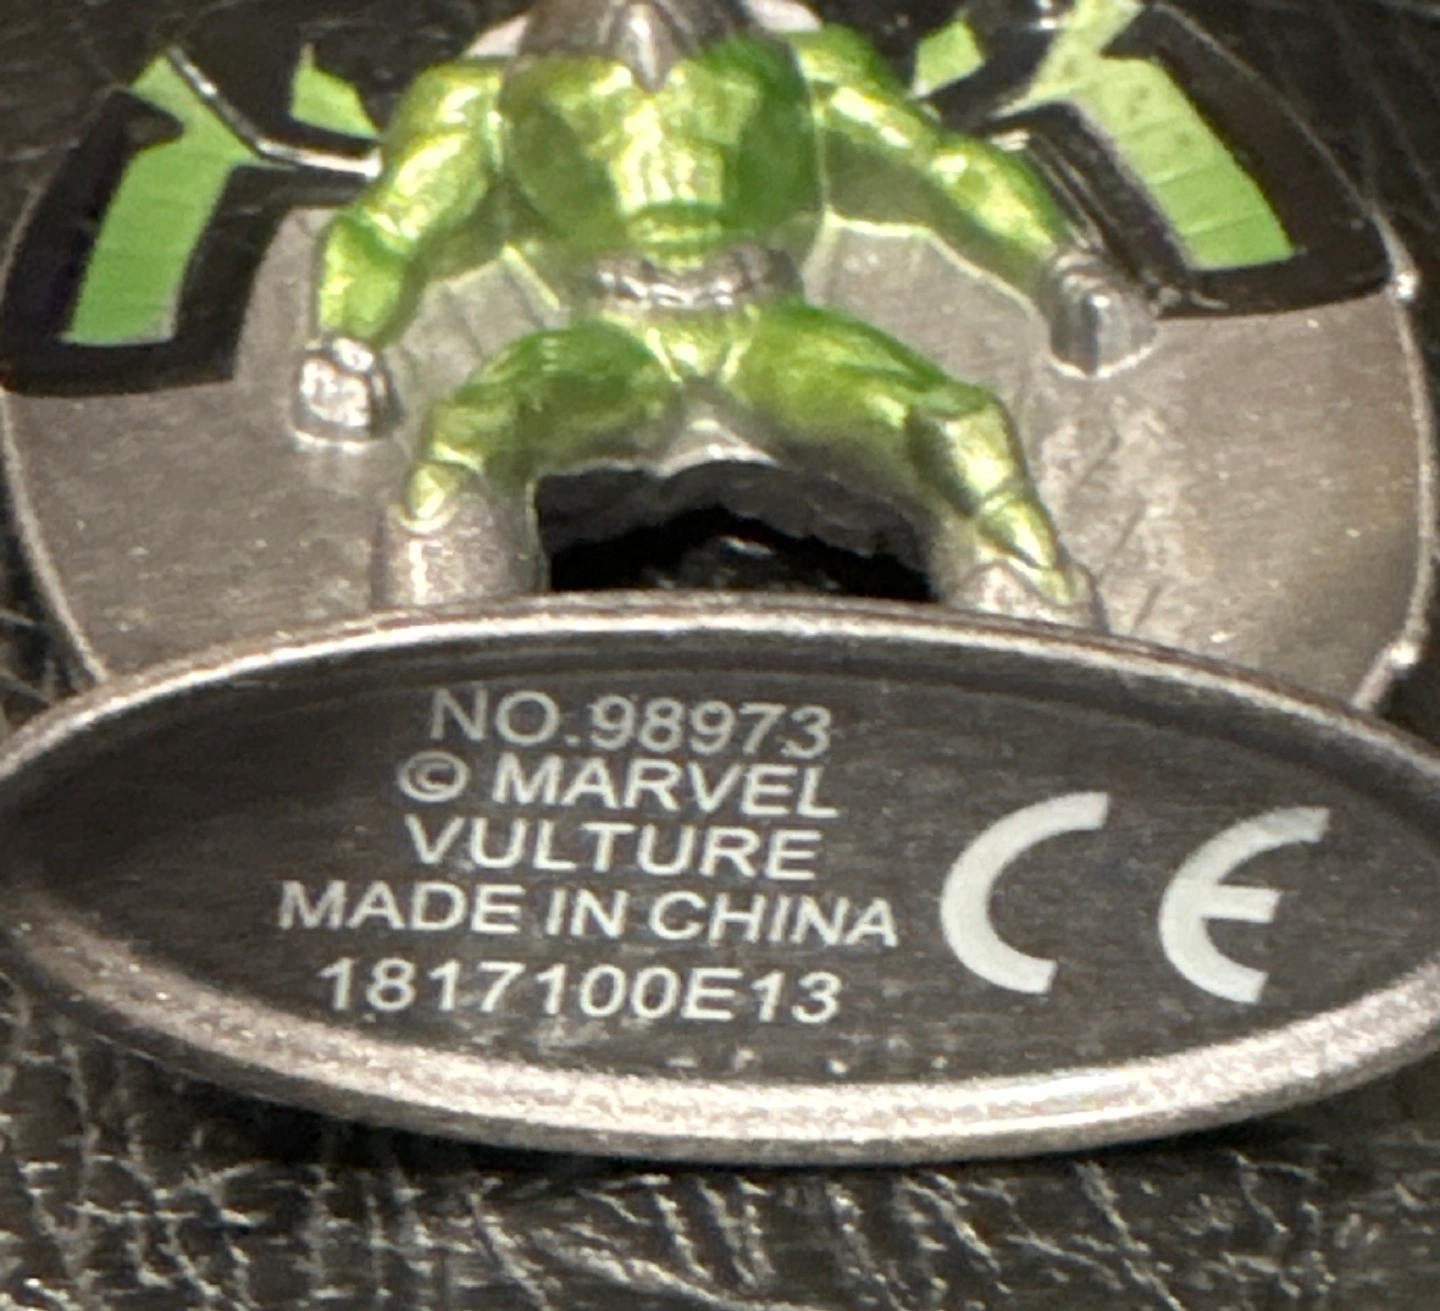 NO.98973
© MARVEL
VULTURE
MADE IN CHINA
1817100E13
CE